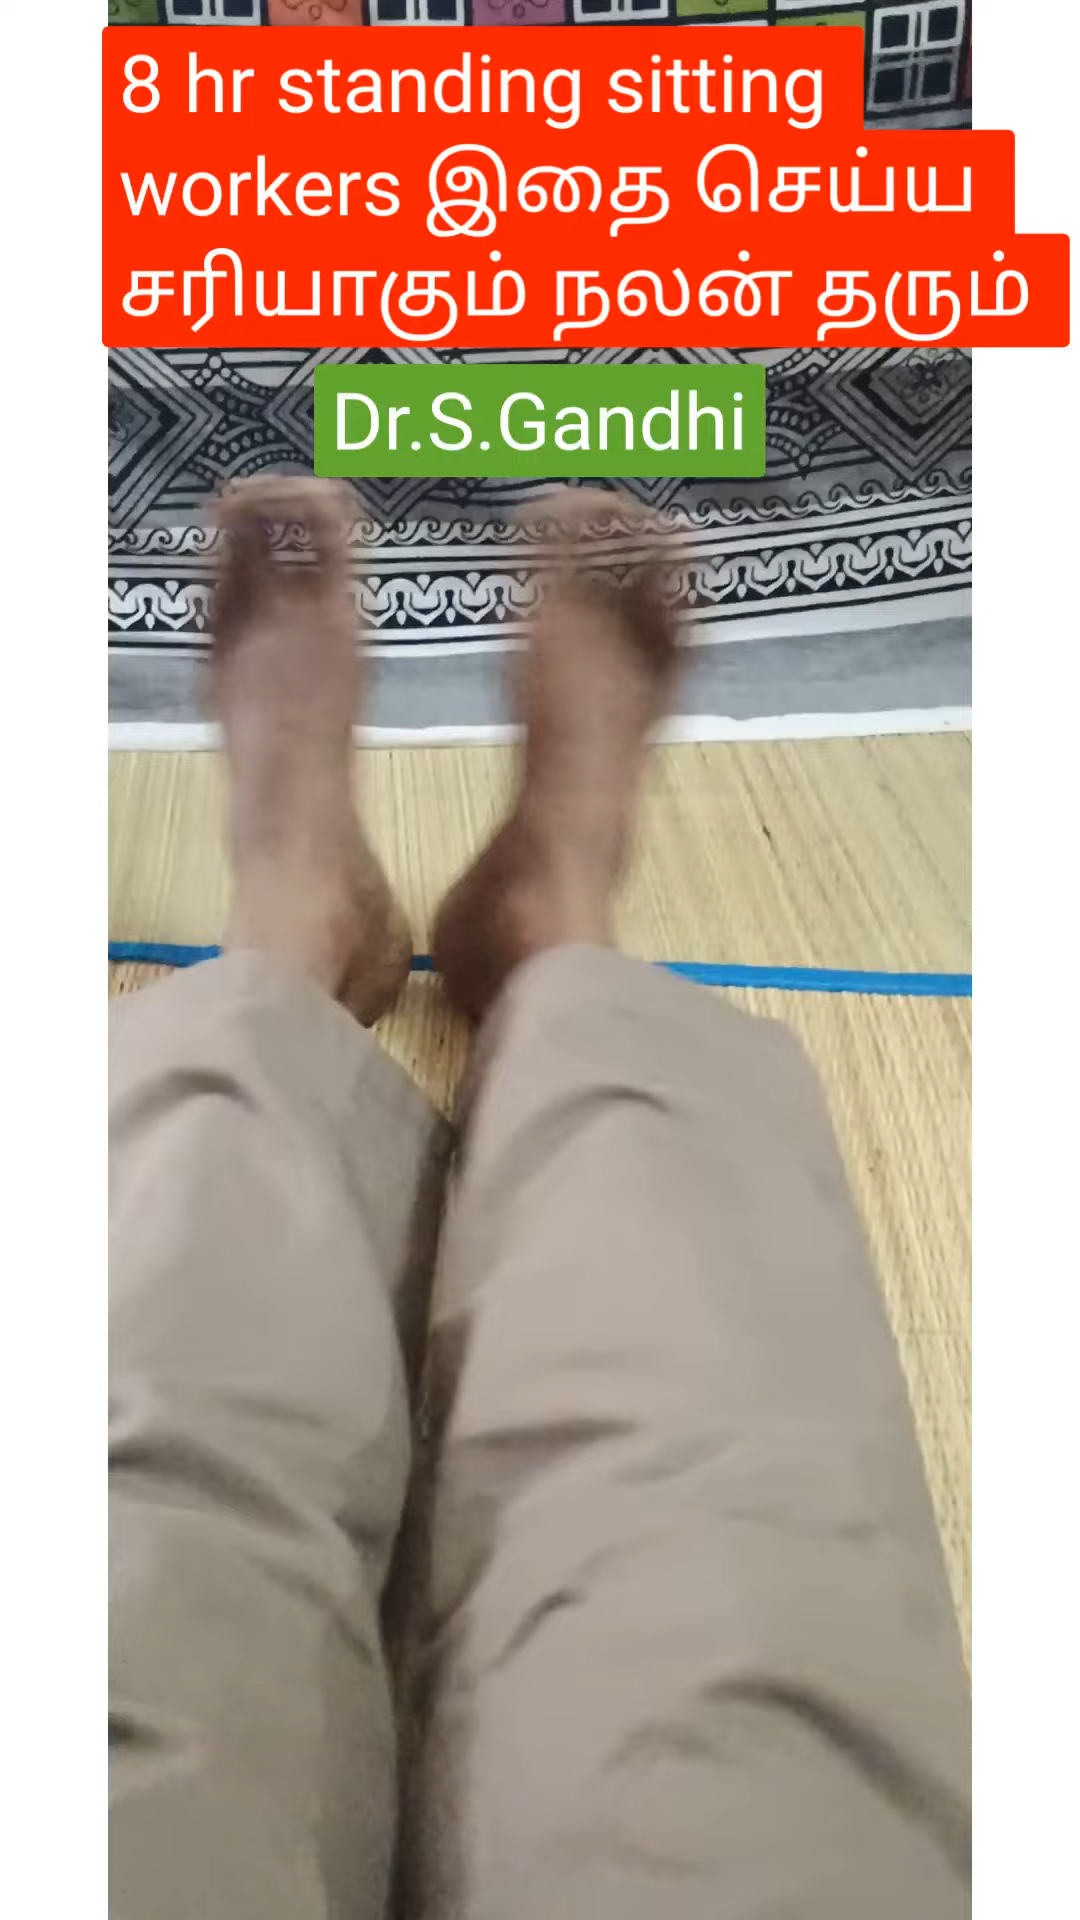 8 hr standing sitting
workers இதை செய்ய
சரியாகும் நலன் தரும்
Dr.S.Gandhi